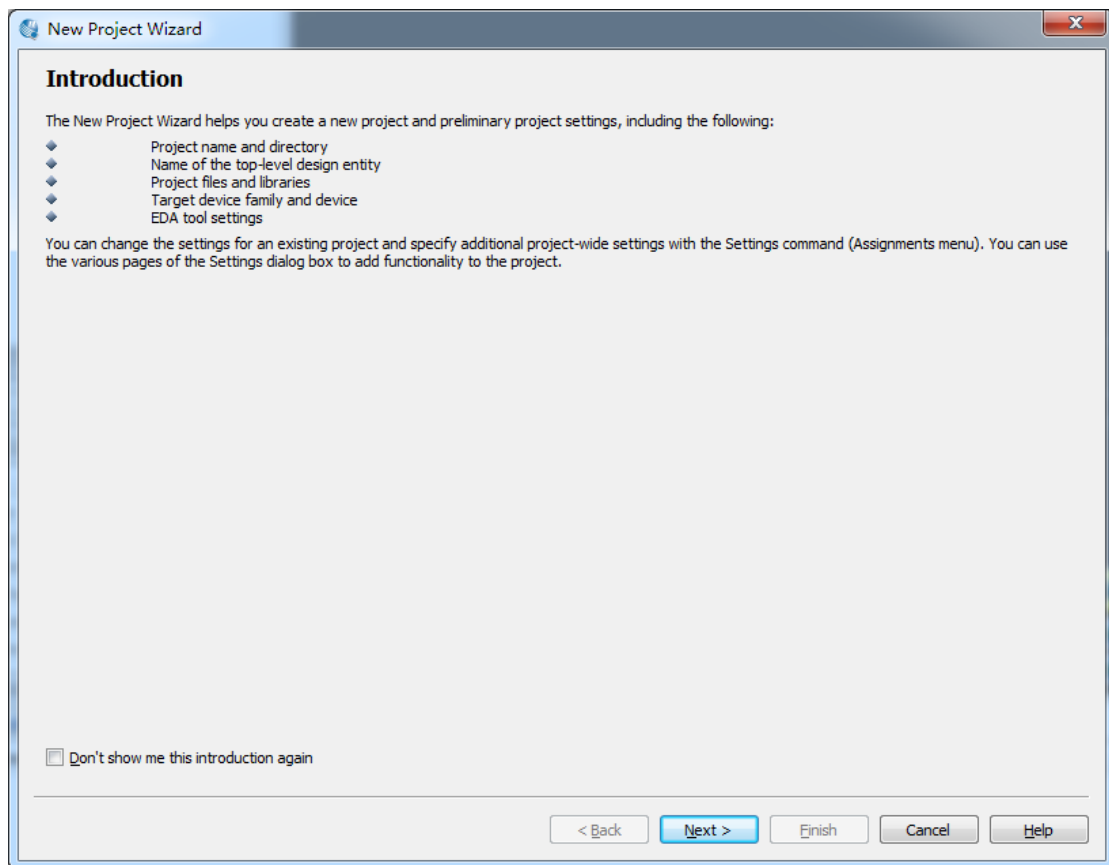 New Project Wizard
Introduction
The New Project Wizard helps you create a new project and preliminary project settings, including the following:
Project name and directory
Name of the top-level design entity
Project files and libraries
Target device family and device
EDA tool settings
You can change the settings for an existing project and specify additional project-wide settings with the Settings command (Assignments menu). You can use
the various pages of the Settings dialog box to add functionality to the project.
Don't show me this introduction again
< Back Next > Finish Cancel Help